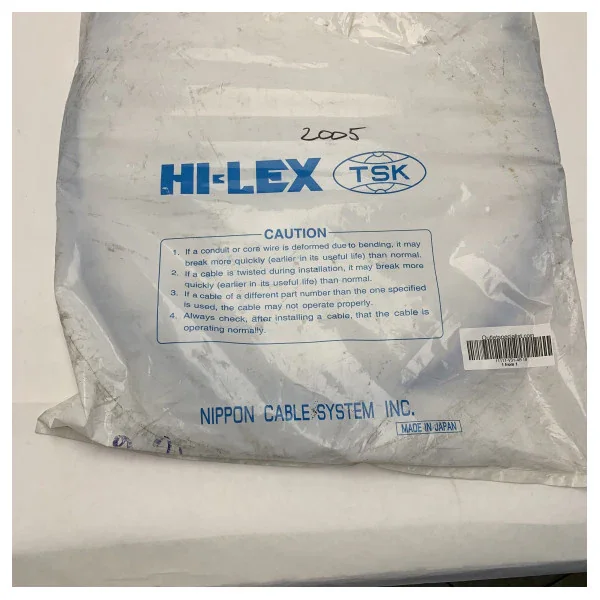 2005
HI-LEX TSK
CAUTION
1. If a conduit or core wire is deformed due to bending, it may
break more quickly (earlier in its useful life) than normal.
2. If a cable is twisted during installation, it may break more
quickly (earlier in its useful life) than normal.
3. If a cable of a different part number than the one specified
is used, the cable may not operate properly.
4. Always check, after installing a cable, that the cable is
operating normally.
NIPPON CABLE SYSTEM INC.
MADE IN JAPAN